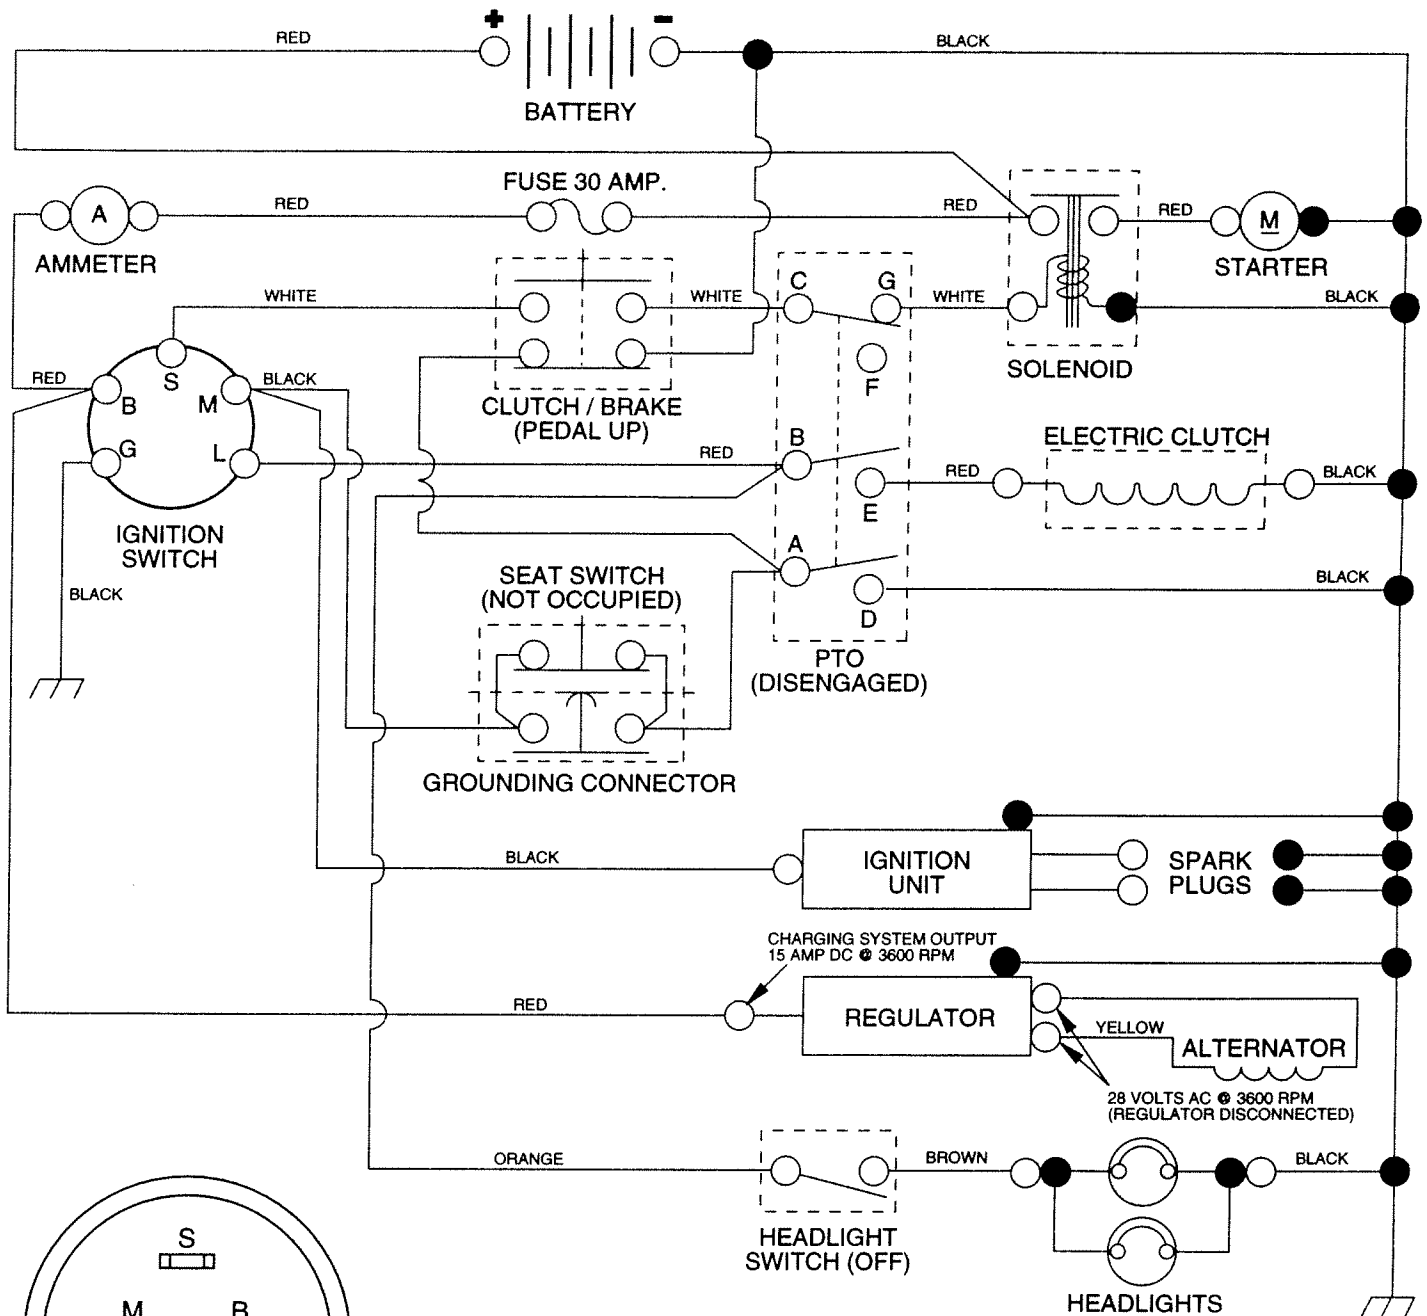 + -
RED
BLACK
BATTERY
FUSE 30 AMP.
A
RED
RED
RED
M
AMMETER
STARTER
WHITE
WHITE
C
G
WHITE
BLACK
S
F
SOLENOID
RED
B
M
BLACK
CLUTCH / BRAKE
(PEDAL UP)
G
L
RED
B
E
RED
ELECTRIC CLUTCH
BLACK
IGNITION
SWITCH
A
BLACK
SEAT SWITCH
(NOT OCCUPIED)
D
BLACK
PTO
(DISENGAGED)
GROUNDING CONNECTOR
BLACK
IGNITION
UNIT
SPARK
PLUGS
CHARGING SYSTEM OUTPUT
15 AMP DC @ 3600 RPM
RED
REGULATOR
YELLOW
ALTERNATOR
28 VOLTS AC @ 3600 RPM
(REGULATOR DISCONNECTED)
ORANGE
BROWN
BLACK
HEADLIGHT
SWITCH (OFF)
HEADLIGHTS
S
M
B